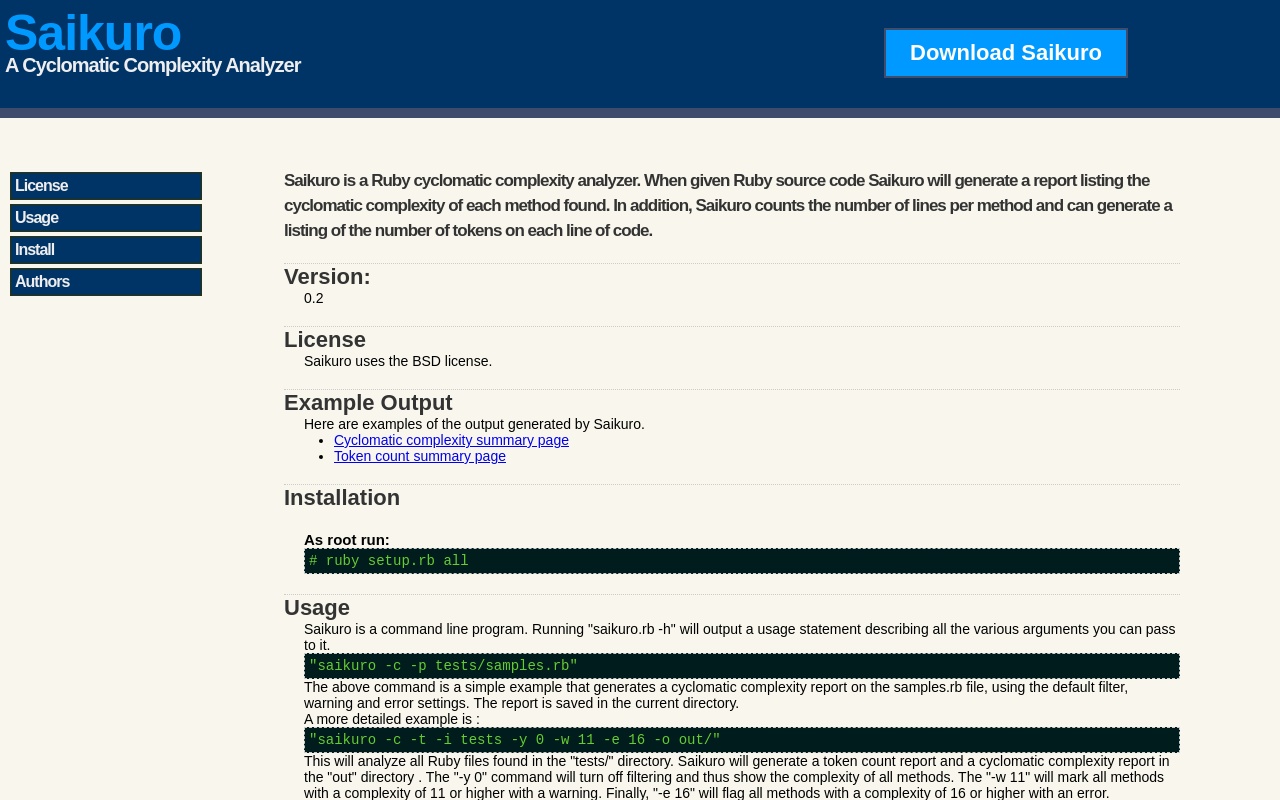 Saikuro
A Cyclomatic Complexity Analyzer
Download Saikuro
License
Usage
Install
Authors
Saikuro is a Ruby cyclomatic complexity analyzer. When given Ruby source code Saikuro will generate a report listing the
cyclomatic complexity of each method found. In addition, Saikuro counts the number of lines per method and can generate a
listing of the number of tokens on each line of code.
Version:
0.2
License
Saikuro uses the BSD license.
Example Output
Here are examples of the output generated by Saikuro.
• Cyclomatic complexity summary page
• Token count summary page
Installation
As root run:
# ruby setup.rb all
Usage
Saikuro is a command line program. Running "saikuro.rb -h" will output a usage statement describing all the various arguments you can pass
to it.
"saikuro -c -p tests/samples.rb"
The above command is a simple example that generates a cyclomatic complexity report on the samples.rb file, using the default filter,
warning and error settings. The report is saved in the current directory.
A more detailed example is :
"saikuro -c -t -i tests -y 0 -w 11 -e 16 -o out/"
This will analyze all Ruby files found in the "tests/" directory. Saikuro will generate a token count report and a cyclomatic complexity report in
the "out" directory . The "-y 0" command will turn off filtering and thus show the complexity of all methods. The "-w 11" will mark all methods
with a complexity of 11 or higher with a warning. Finally, "-e 16" will flag all methods with a complexity of 16 or higher with an error.